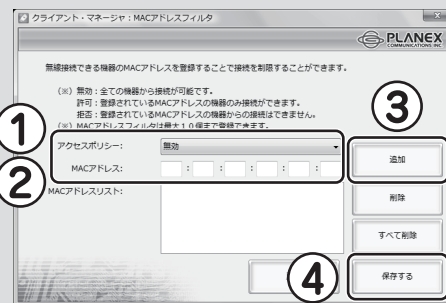 クライアント・マネージャ：MACアドレスフィルタ
PLANEX
COMMUNICATIONS INC.
無線接続できる機器のMACアドレスを登録することで接続を制限することができます。
（※）無効：全ての機器から接続が可能です。
許可：登録されているMACアドレスの機器のみ接続ができます。
拒否：登録されているMACアドレスの機器からの接続はできません。
（※）MACアドレスフィルタは最大１０個まで登録できます。
① アクセスポリシー： 無効
② MACアドレス： : : : : :
③ 追加
MACアドレスリスト：
削除
すべて削除
④ 保存する